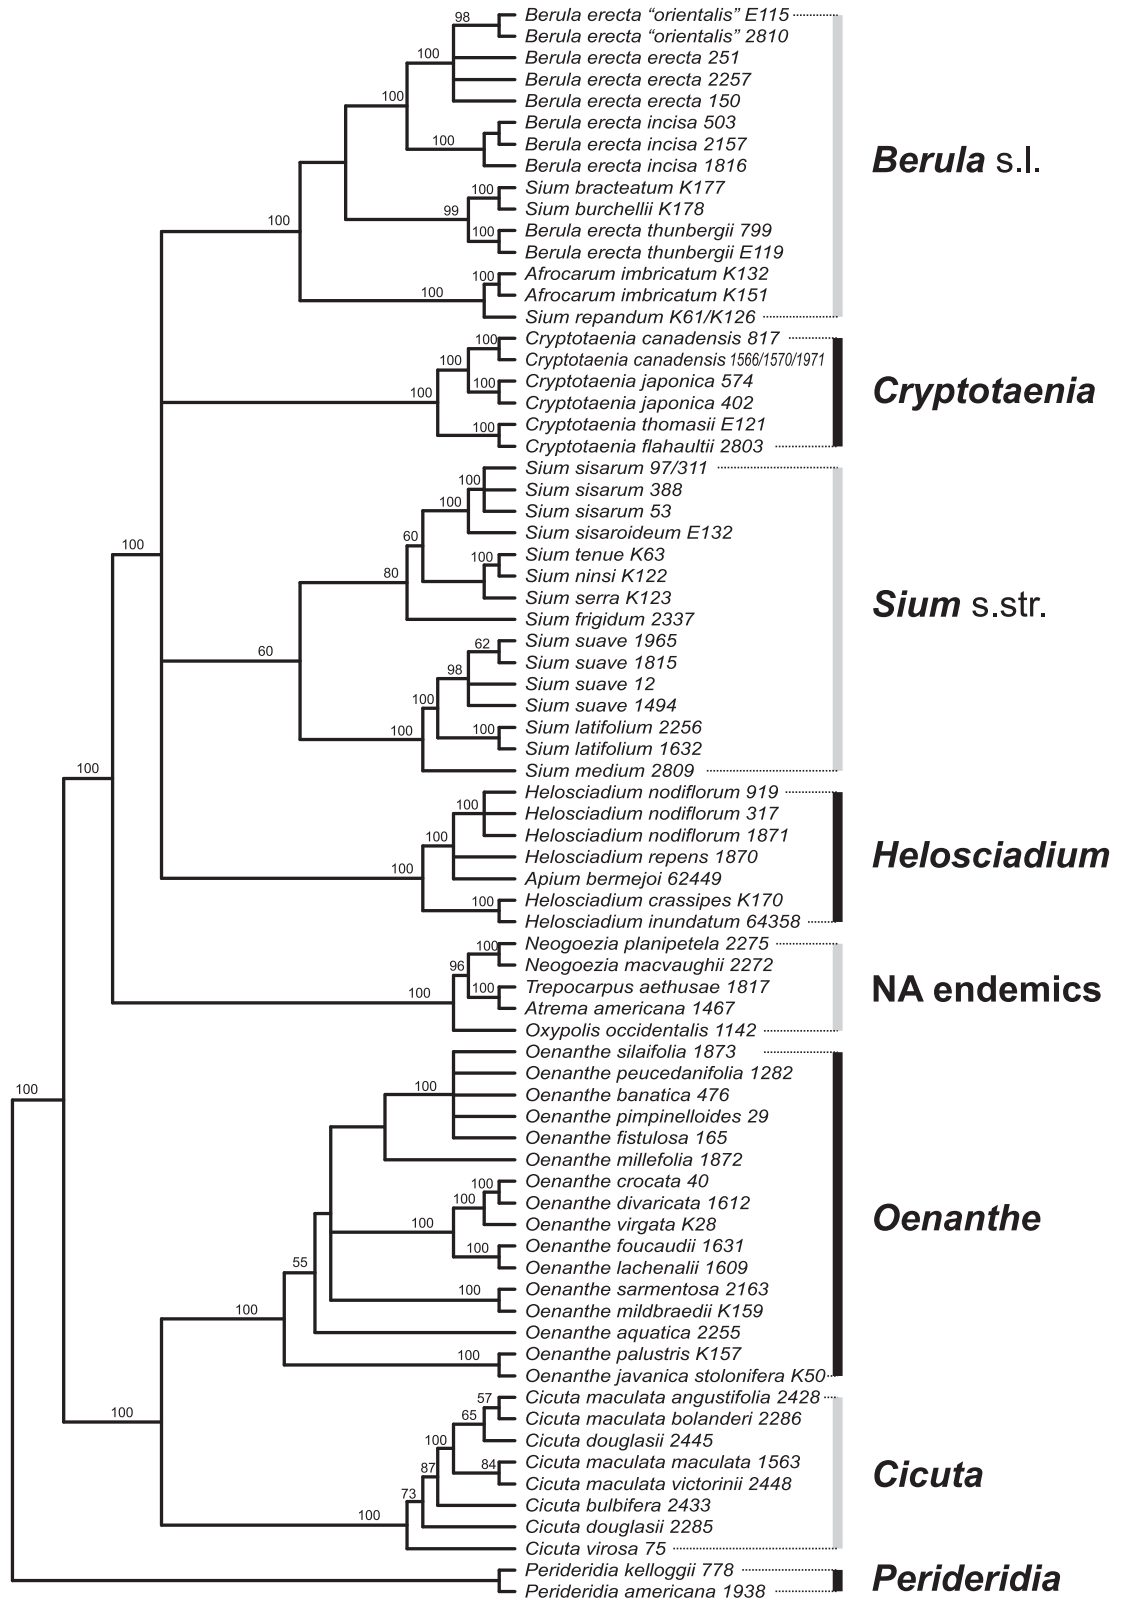 Berula erecta “orientalis” E115
Berula erecta “orientalis” 2810
Berula erecta erecta 251
Berula erecta erecta 2257
Berula erecta erecta 150
Berula erecta incisa 503
Berula erecta incisa 2157
Berula erecta incisa 1816
Sium bracteatum K177
Sium burchellii K178
Berula erecta thunbergii 799
Berula erecta thunbergii E119
Afrocarum imbricatum K132
Afrocarum imbricatum K151
Sium repandum K61/K126
98
100
100
100
100
99
100
100
100
100
Berula s.l.
Cryptotaenia canadensis 817
Cryptotaenia canadensis 1566/1570/1971
Cryptotaenia japonica 574
Cryptotaenia japonica 402
Cryptotaenia thomasii E121
Cryptotaenia flahaultii 2803
100
100
100
100
100
Cryptotaenia
Sium sisarum 97/311
Sium sisarum 388
Sium sisarum 53
Sium sisaroideum E132
Sium tenue K63
Sium ninsi K122
Sium serra K123
Sium frigidum 2337
Sium suave 1965
Sium suave 1815
Sium suave 12
Sium suave 1494
Sium latifolium 2256
Sium latifolium 1632
Sium medium 2809
100
100
60
100
80
60
62
98
100
100
100
Sium s.str.
100
100
Helosciadium nodiflorum 919
Helosciadium nodiflorum 317
Helosciadium nodiflorum 1871
Helosciadium repens 1870
Apium bermejoi 62449
Helosciadium crassipes K170
Helosciadium inundatum 64358
100
100
100
100
Helosciadium
Neogoezia planipetela 2275
Neogoezia macvaughii 2272
Trepocarpus aethusae 1817
Atrema americana 1467
Oxypolis occidentalis 1142
100
96
100
100
NA endemics
100
Oenanthe silaifolia 1873
Oenanthe peucedanifolia 1282
Oenanthe banatica 476
Oenanthe pimpinelloides 29
Oenanthe fistulosa 165
Oenanthe millefolia 1872
Oenanthe crocata 40
Oenanthe divaricata 1612
Oenanthe virgata K28
Oenanthe foucaudii 1631
Oenanthe lachenalii 1609
Oenanthe sarmentosa 2163
Oenanthe mildbraedii K159
Oenanthe aquatica 2255
Oenanthe palustris K157
Oenanthe javanica stolonifera K50
100
100
100
100
100
55
100
100
100
Oenanthe
100
Cicuta maculata angustifolia 2428
Cicuta maculata bolanderi 2286
Cicuta douglasii 2445
Cicuta maculata maculata 1563
Cicuta maculata victorinii 2448
Cicuta bulbifera 2433
Cicuta douglasii 2285
Cicuta virosa 75
57
65
100
84
87
73
100
Cicuta
Perideridia kelloggii 778
Perideridia americana 1938
Perideridia